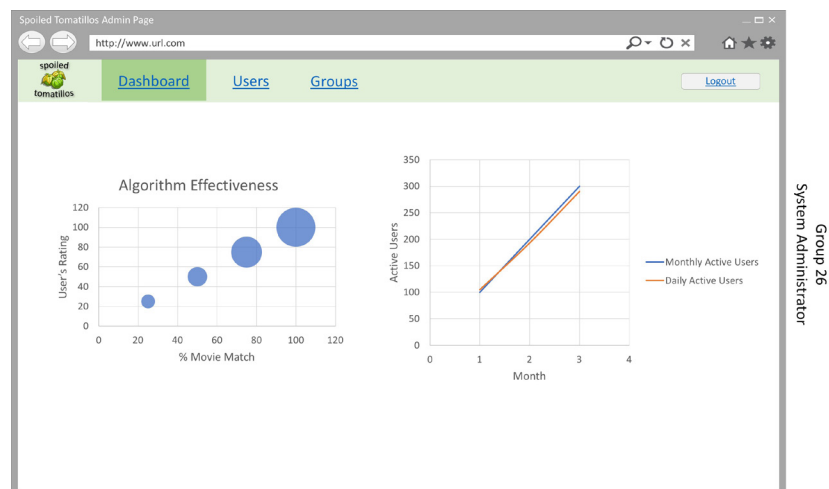 Spoiled Tomatillos Admin Page
http://www.url.com
spoiled
tomatillos
Dashboard
Users
Groups
Logout
Algorithm Effectiveness
120
100
80
60
40
20
0
User's Rating
0 20 40 60 80 100 120
% Movie Match
350
300
250
200
150
100
50
0
Active Users
0 1 2 3 4
Month
Monthly Active Users
Daily Active Users
Group 26
System Administrator